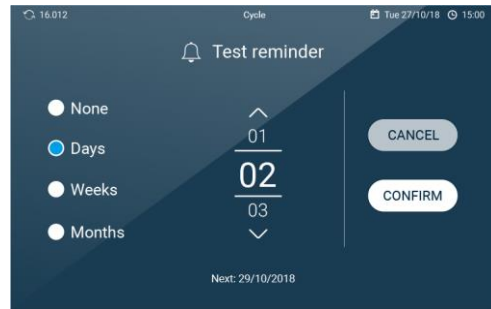 16.012 Cycle Tue 27/10/18 15:00
Test reminder
None
Days
Weeks
Months
01
02
03
CANCEL
CONFIRM
Next: 29/10/2018